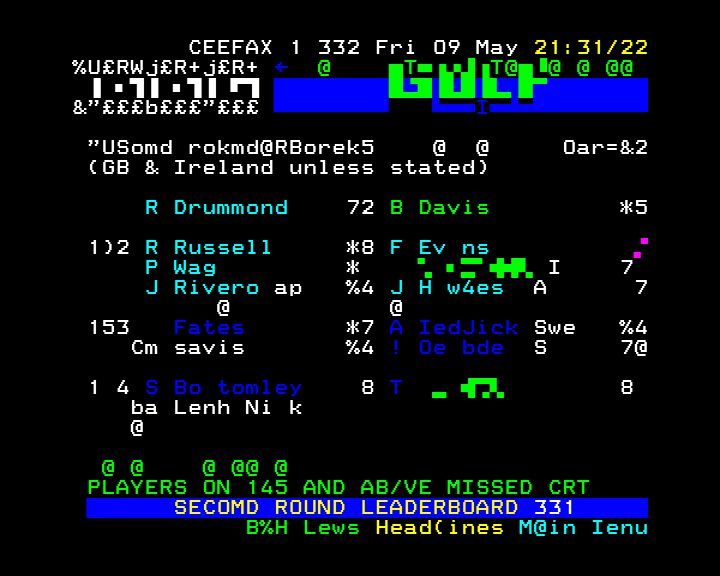 CEEFAX 1 332 Fri 09 May 21:31/22
%U£RWj£R+j£R+ ← @ T T@ @ @ @@
GOLF
&”£££b£££”£££ I
”USomd rokmd@RBorek5 @ @ Oar=&2
(GB & Ireland unless stated)
R Drummond 72 B Davis *5
1)2 R Russell *8 F Ev ns
P Wag * I 7
J Rivero ap %4 J H w4es A 7
@ @
153 Fates *7 A IedJick Swe %4
Cm savis %4 ! Oe bde S 7@
1 4 S Bo tomley 8 T 8
ba Lenh Ni k
@
@ @ @ @@ @
PLAYERS ON 145 AND AB/VE MISSED CRT
SECOMD ROUND LEADERBOARD 331
B%H Lews Head(ines M@in Ienu